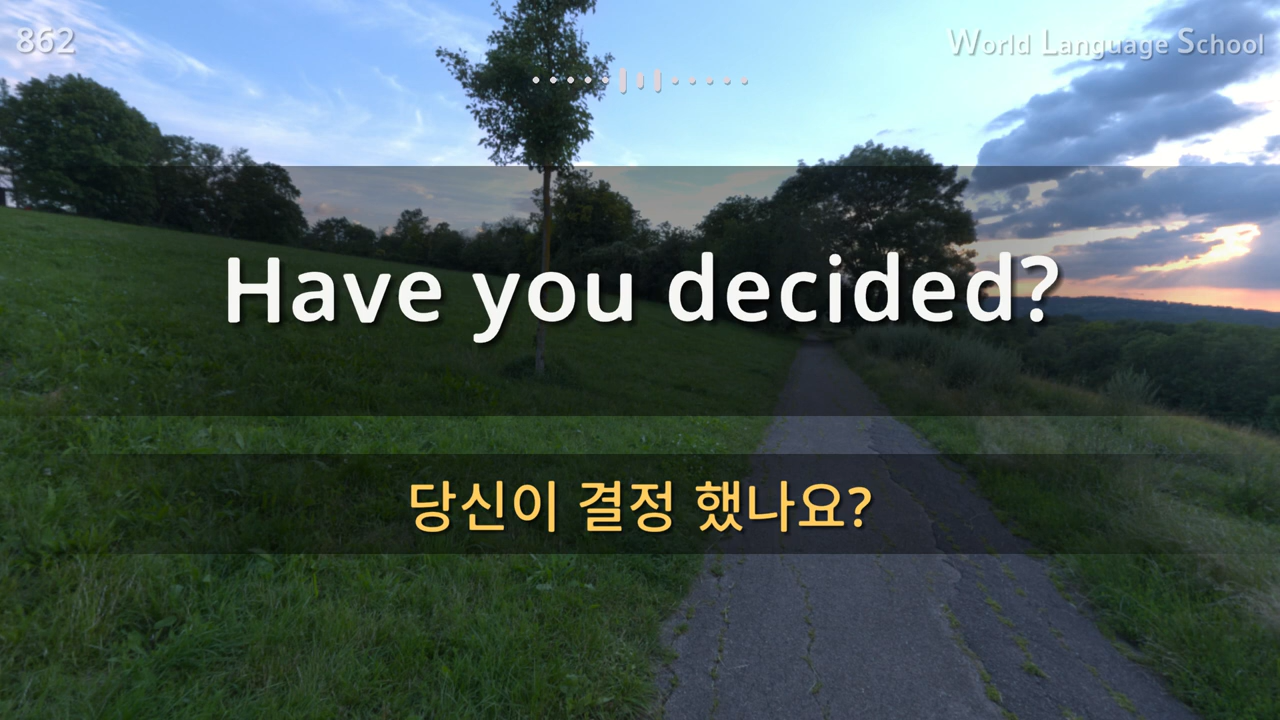 862
World Language School
Have you decided?
당신이 결정 했나요?